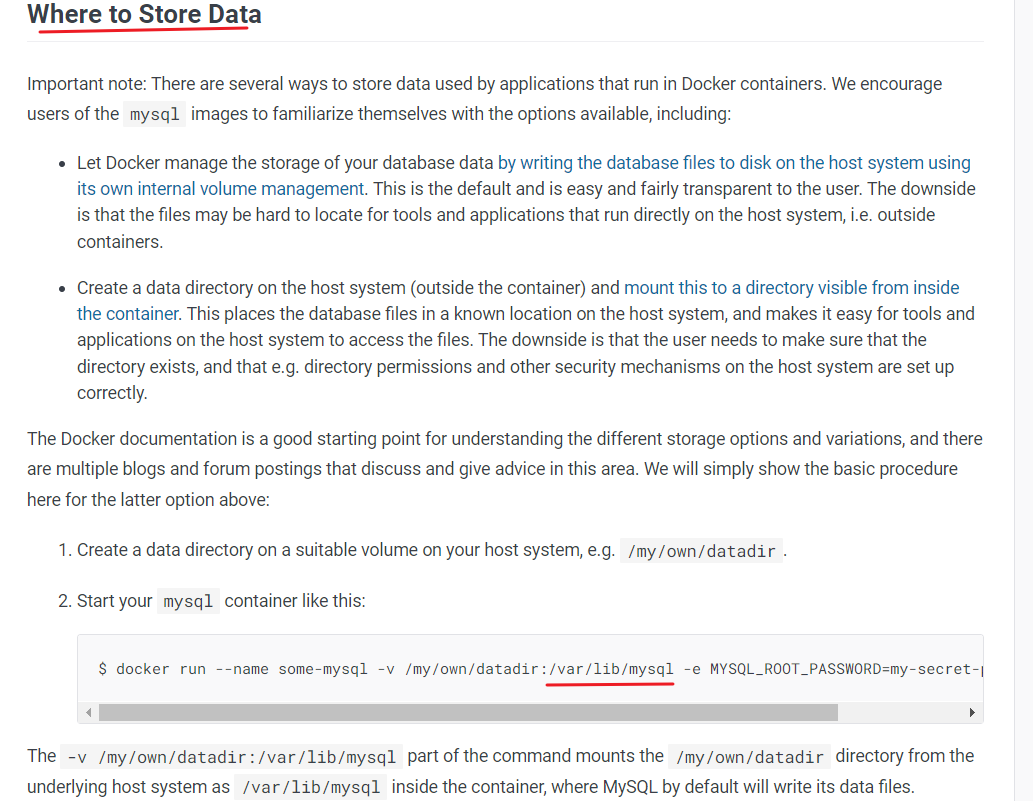 Where to Store Data
Important note: There are several ways to store data used by applications that run in Docker containers. We encourage
users of the mysql images to familiarize themselves with the options available, including:
• Let Docker manage the storage of your database data by writing the database files to disk on the host system using
its own internal volume management. This is the default and is easy and fairly transparent to the user. The downside
is that the files may be hard to locate for tools and applications that run directly on the host system, i.e. outside
containers.
• Create a data directory on the host system (outside the container) and mount this to a directory visible from inside
the container. This places the database files in a known location on the host system, and makes it easy for tools and
applications on the host system to access the files. The downside is that the user needs to make sure that the
directory exists, and that e.g. directory permissions and other security mechanisms on the host system are set up
correctly.
The Docker documentation is a good starting point for understanding the different storage options and variations, and there
are multiple blogs and forum postings that discuss and give advice in this area. We will simply show the basic procedure
here for the latter option above:
1. Create a data directory on a suitable volume on your host system, e.g. /my/own/datadir .
2. Start your mysql container like this:
$ docker run --name some-mysql -v /my/own/datadir:/var/lib/mysql -e MYSQL_ROOT_PASSWORD=my-secret-
The -v /my/own/datadir:/var/lib/mysql part of the command mounts the /my/own/datadir directory from the
underlying host system as /var/lib/mysql inside the container, where MySQL by default will write its data files.